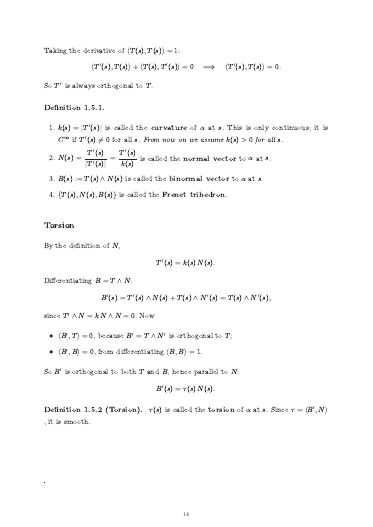 Taking the derivative of ⟨T(s), T(s)⟩ = 1:
⟨T′(s), T(s)⟩ + ⟨T(s), T′(s)⟩ = 0 ⟹ ⟨T′(s), T(s)⟩ = 0.
So T′ is always orthogonal to T.
Definition 1.5.1.
1. k(s) = |T′(s)| is called the curvature of α at s. This is only continuous; it is
C^∞ if T′(s) ≠ 0 for all s. From now on we assume k(s) > 0 for all s.
2. N(s) = T′(s)/|T′(s)| = T′(s)/k(s) is called the normal vector to α at s.
3. B(s) := T(s) ∧ N(s) is called the binormal vector to α at s.
4. {T(s), N(s), B(s)} is called the Frenet trihedron.
Torsion
By the definition of N,
T′(s) = k(s) N(s).
Differentiating B = T ∧ N:
B′(s) = T′(s) ∧ N(s) + T(s) ∧ N′(s) = T(s) ∧ N′(s),
since T′ ∧ N = kN ∧ N = 0. Now
• ⟨B′, T⟩ = 0, because B′ = T ∧ N′ is orthogonal to T;
• ⟨B′, B⟩ = 0, from differentiating ⟨B, B⟩ = 1.
So B′ is orthogonal to both T and B, hence parallel to N:
B′(s) = τ(s) N(s).
Definition 1.5.2 (Torsion). τ(s) is called the torsion of α at s. Since τ = ⟨B′, N⟩
, it is smooth.
.
14